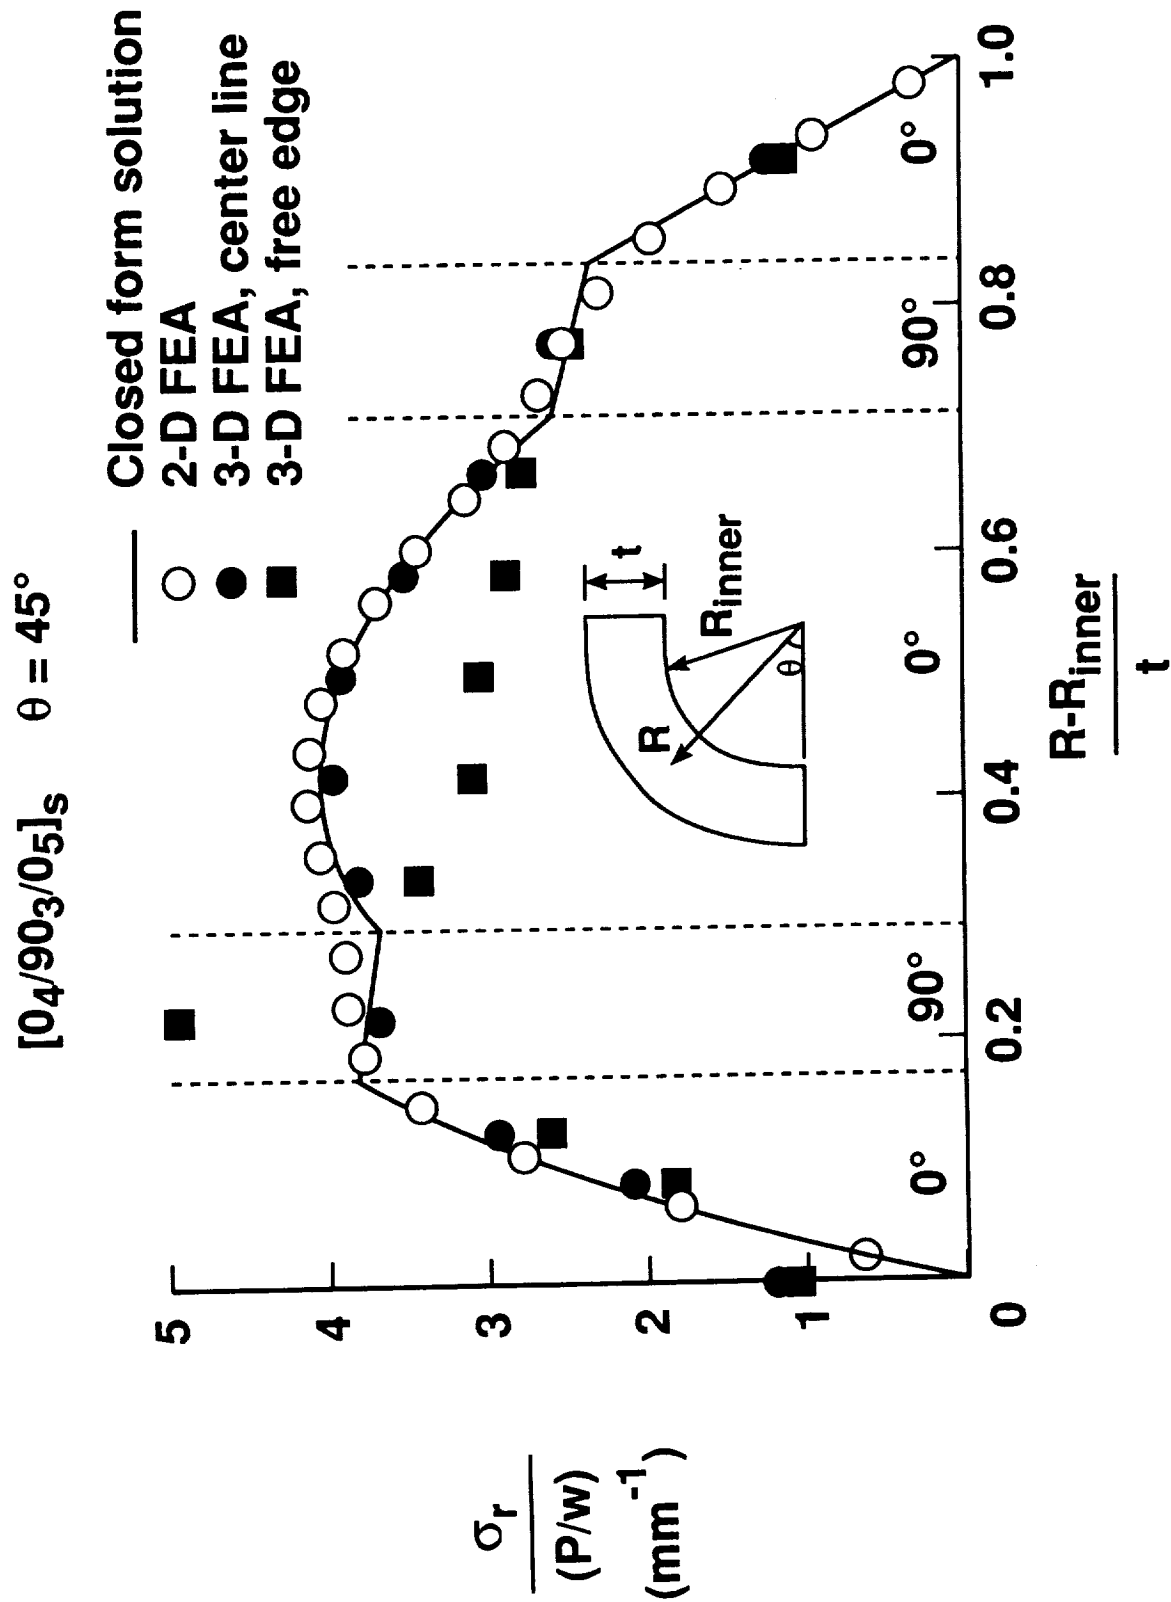 [0₄/90₃/0₅]ₛ θ = 45°
Closed form solution
2-D FEA
3-D FEA, center line
3-D FEA, free edge
5
4
3
2
1
0
σᵣ
(P/w)
(mm⁻¹)
t
R
Rinner
θ
0° 90° 0° 90° 0°
0.2 0.4 0.6 0.8 1.0
R-Rinner
t